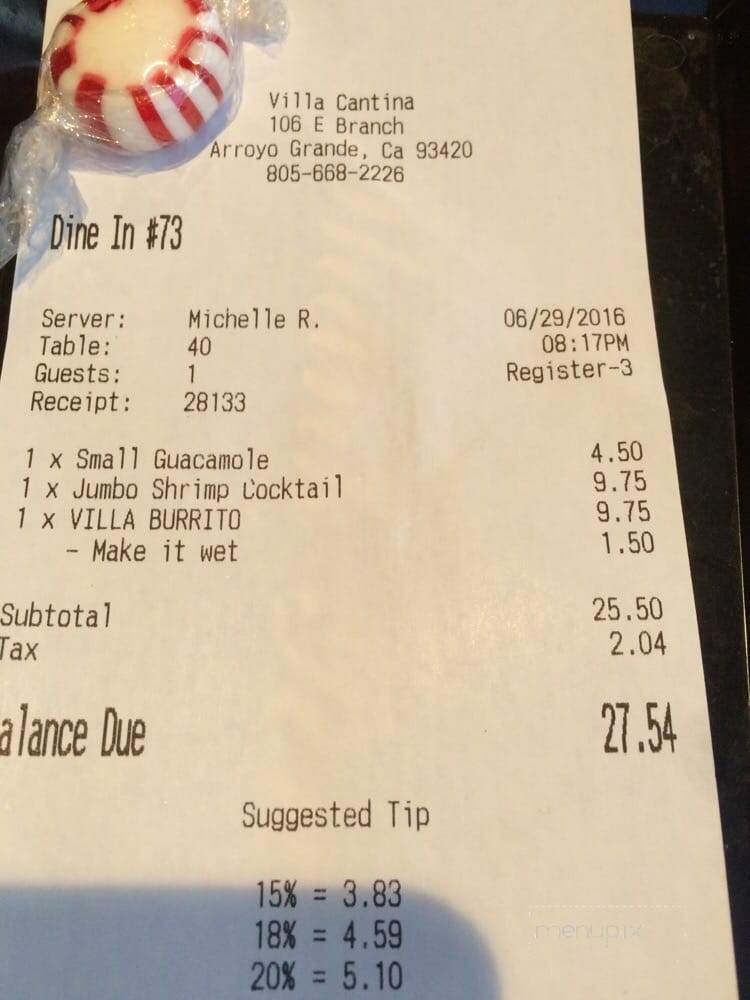 Villa Cantina
106 E Branch
Arroyo Grande, Ca 93420
805-668-2226
Dine In #73
Server: Michelle R. 06/29/2016
Table: 40 08:17PM
Guests: 1 Register-3
Receipt: 28133
1 x Small Guacamole 4.50
1 x Jumbo Shrimp Cocktail 9.75
1 x VILLA BURRITO 9.75
- Make it wet 1.50
Subtotal 25.50
Tax 2.04
alance Due 27.54
Suggested Tip
15% = 3.83
18% = 4.59
20% = 5.10
menupix